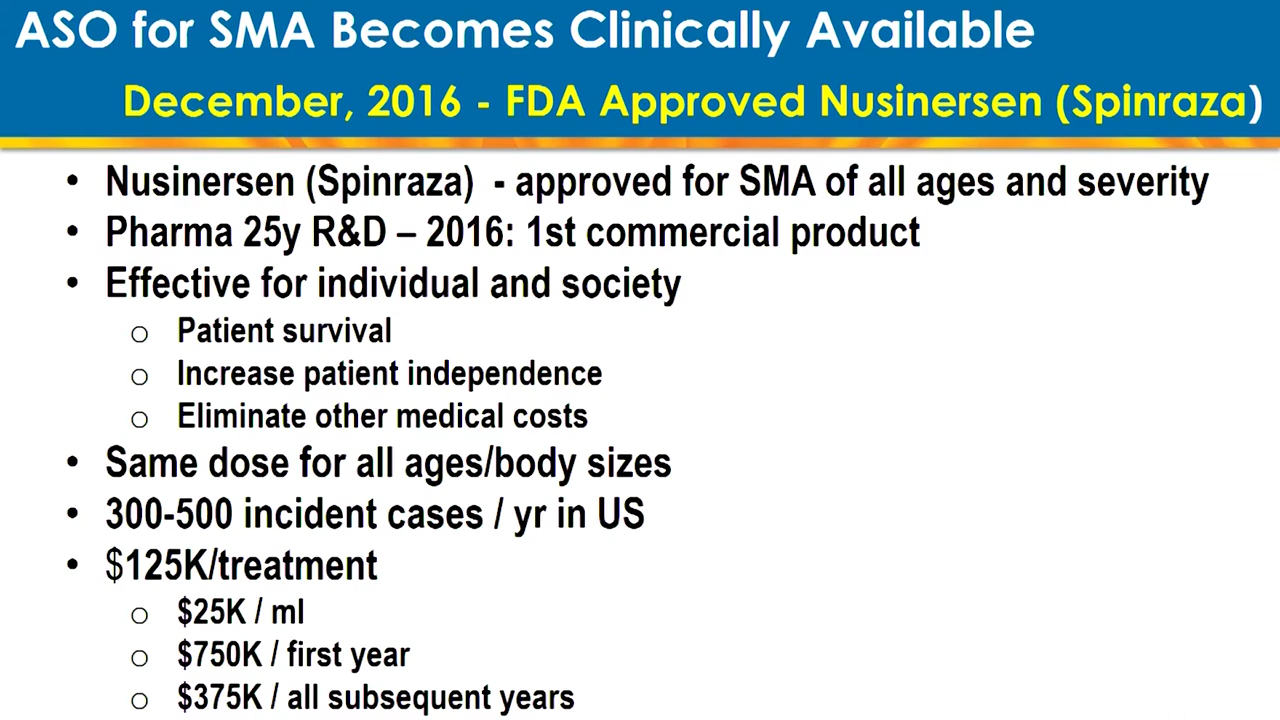 ASO for SMA Becomes Clinically Available
December, 2016 - FDA Approved Nusinersen (Spinraza)
• Nusinersen (Spinraza) - approved for SMA of all ages and severity
• Pharma 25y R&D – 2016: 1st commercial product
• Effective for individual and society
o Patient survival
o Increase patient independence
o Eliminate other medical costs
• Same dose for all ages/body sizes
• 300-500 incident cases / yr in US
• $125K/treatment
o $25K / ml
o $750K / first year
o $375K / all subsequent years